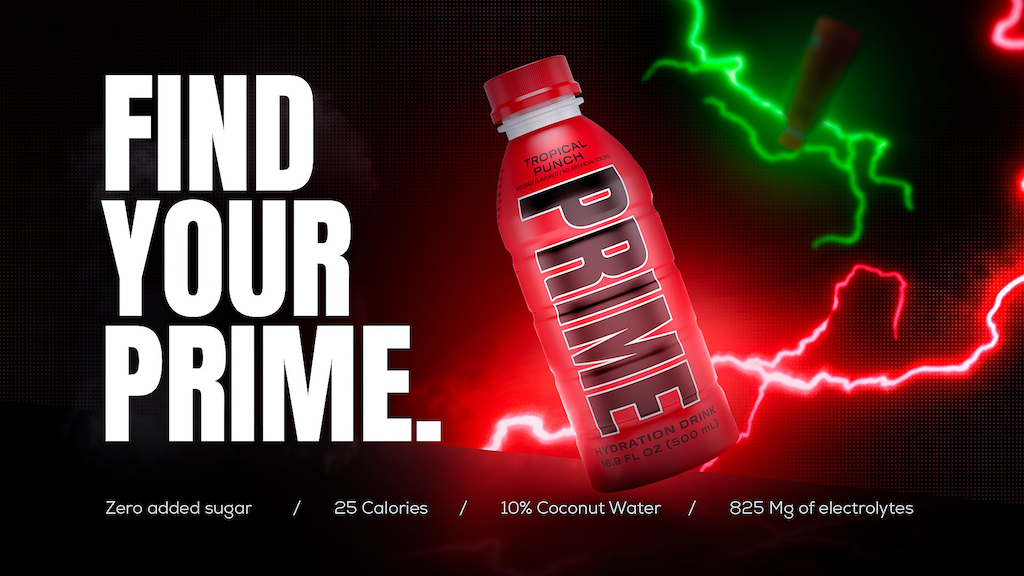 FIND
YOUR
PRIME.
TROPICAL
PUNCH
PRIME
HYDRATION DRINK
16.9 FL OZ (500 mL)
Zero added sugar / 25 Calories / 10% Coconut Water / 825 Mg of electrolytes